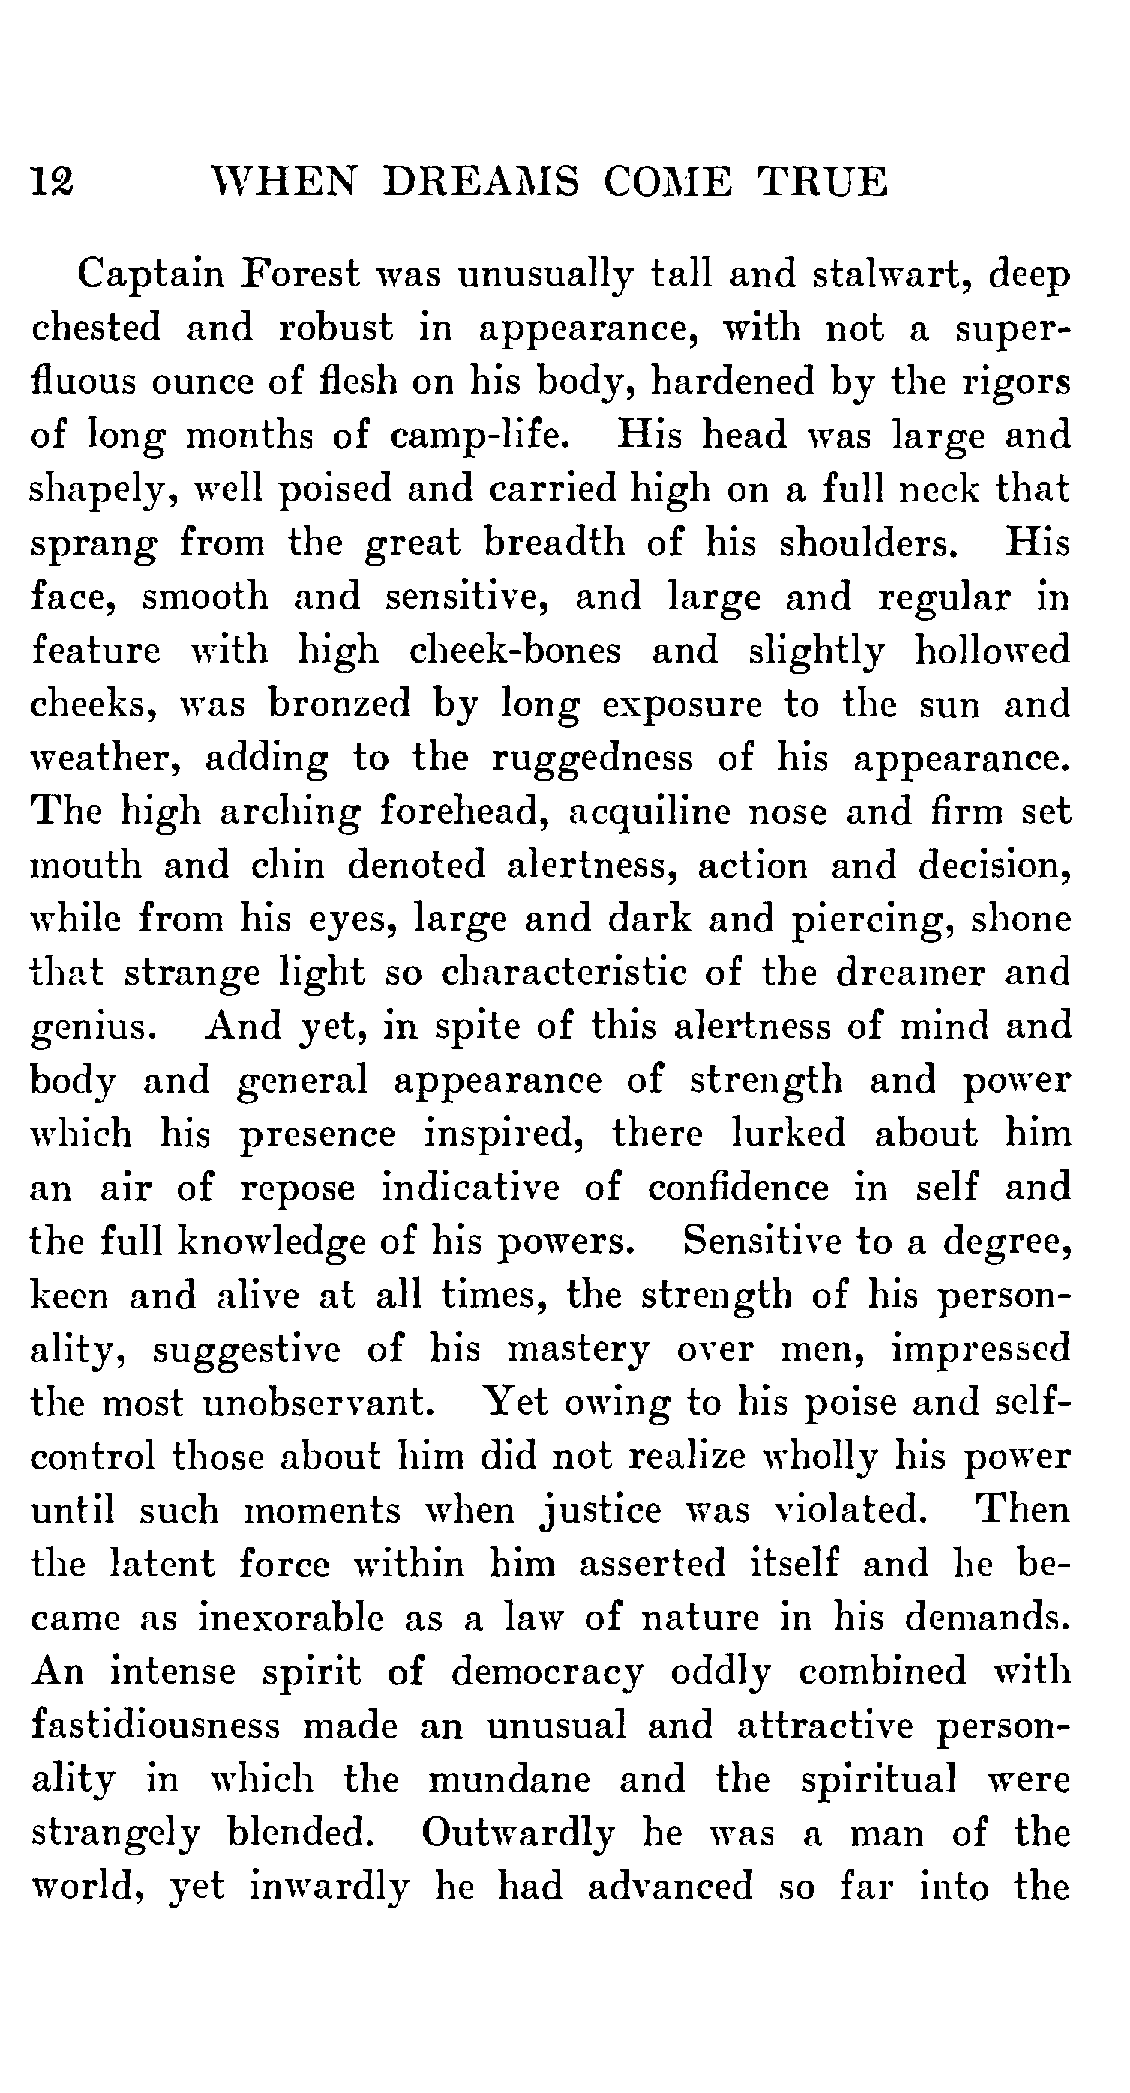 12 WHEN DREAMS COME TRUE
Captain Forest was unusually tall and stalwart, deep
chested and robust in appearance, with not a super-
fluous ounce of flesh on his body, hardened by the rigors
of long months of camp-life. His head was large and
shapely, well poised and carried high on a full neck that
sprang from the great breadth of his shoulders. His
face, smooth and sensitive, and large and regular in
feature with high cheek-bones and slightly hollowed
cheeks, was bronzed by long exposure to the sun and
weather, adding to the ruggedness of his appearance.
The high arching forehead, acquiline nose and firm set
mouth and chin denoted alertness, action and decision,
while from his eyes, large and dark and piercing, shone
that strange light so characteristic of the dreamer and
genius. And yet, in spite of this alertness of mind and
body and general appearance of strength and power
which his presence inspired, there lurked about him
an air of repose indicative of confidence in self and
the full knowledge of his powers. Sensitive to a degree,
keen and alive at all times, the strength of his person-
ality, suggestive of his mastery over men, impressed
the most unobservant. Yet owing to his poise and self-
control those about him did not realize wholly his power
until such moments when justice was violated. Then
the latent force within him asserted itself and he be-
came as inexorable as a law of nature in his demands.
An intense spirit of democracy oddly combined with
fastidiousness made an unusual and attractive person-
ality in which the mundane and the spiritual were
strangely blended. Outwardly he was a man of the
world, yet inwardly he had advanced so far into the